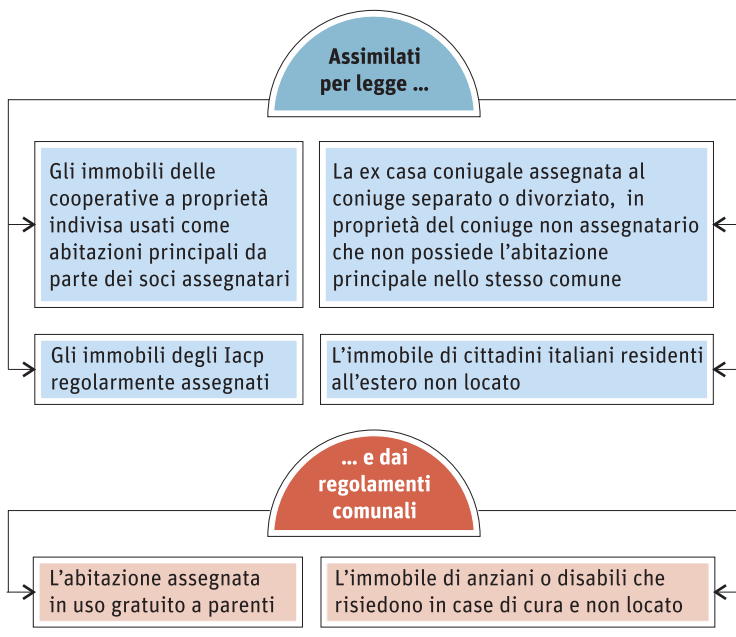 Assimilati
per legge ...
Gli immobili delle
cooperative a proprietà
indivisa usati come
abitazioni principali da
parte dei soci assegnatari
La ex casa coniugale assegnata al
coniuge separato o divorziato, in
proprietà del coniuge non assegnatario
che non possiede l'abitazione
principale nello stesso comune
Gli immobili degli Iacp
regolarmente assegnati
L'immobile di cittadini italiani residenti
all'estero non locato
... e dai
regolamenti
comunali
L'abitazione assegnata
in uso gratuito a parenti
L'immobile di anziani o disabili che
risiedono in case di cura e non locato